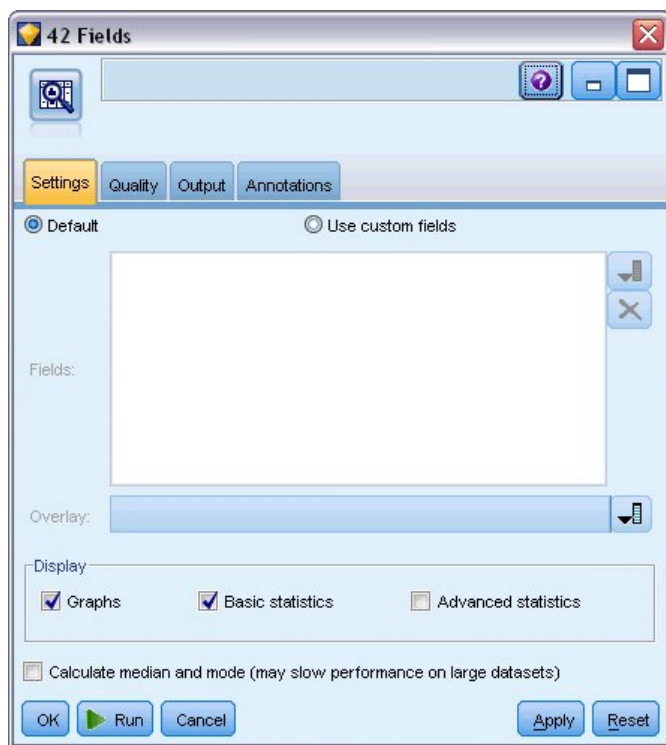 42 Fields
Settings Quality Output Annotations
Default Use custom fields
Fields:
Overlay:
Display
Graphs Basic statistics Advanced statistics
Calculate median and mode (may slow performance on large datasets)
OK Run Cancel Apply Reset